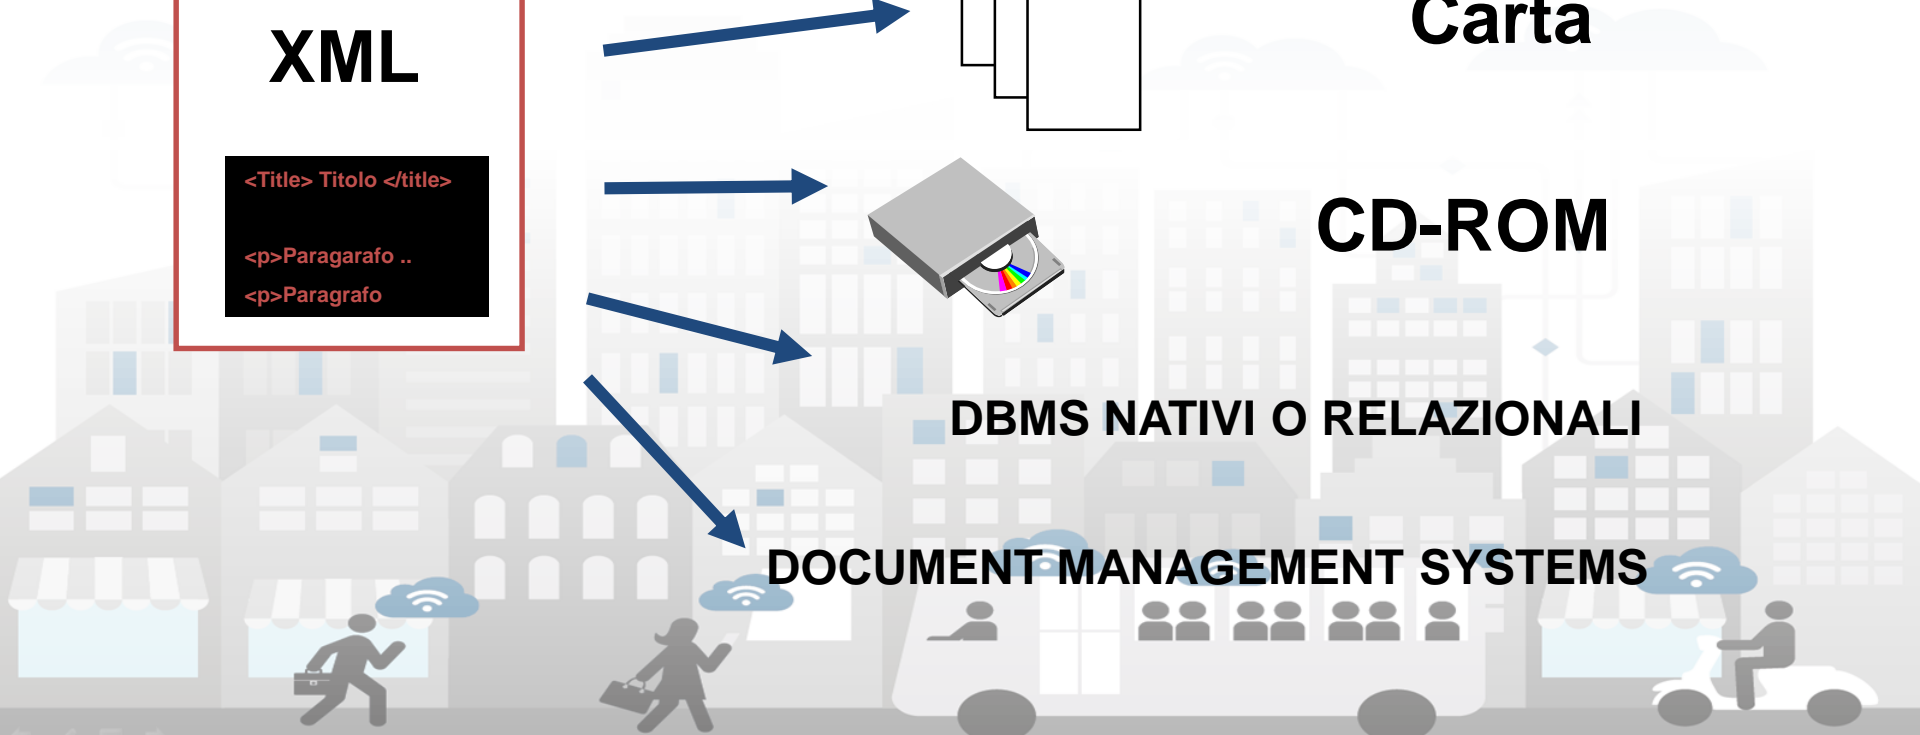 Carta
XML
<Title> Titolo </title>
CD-ROM
<p>Paragarafo ..
<p>Paragrafo
DBMS NATIVI O RELAZIONALI
DOCUMENT MANAGEMENT SYSTEMS